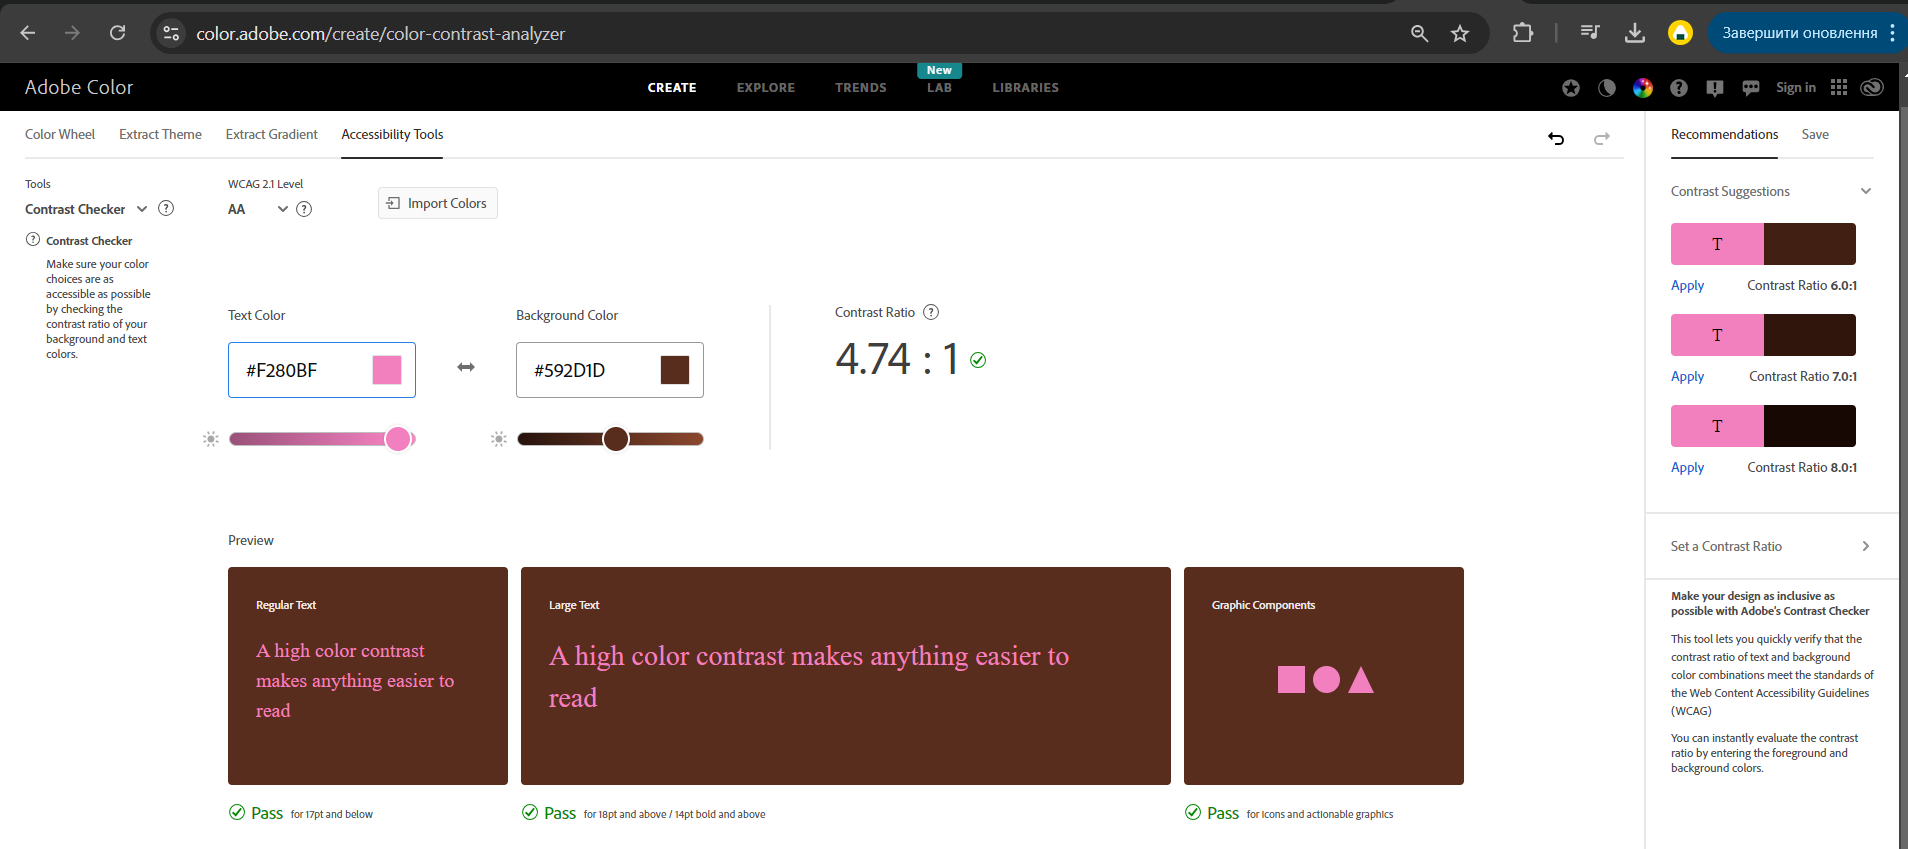 color.adobe.com/create/color-contrast-analyzer
Завершити оновлення
Adobe Color
CREATE
EXPLORE
TRENDS
New
LAB
LIBRARIES
Sign in
Color Wheel
Extract Theme
Extract Gradient
Accessibility Tools
Recommendations
Save
Tools
Contrast Checker
WCAG 2.1 Level
AA
Import Colors
Contrast Checker
Make sure your color
choices are as
accessible as possible
by checking the
contrast ratio of your
background and text
colors.
Text Color
#F280BF
Background Color
#592D1D
Contrast Ratio
4.74 : 1
Preview
Regular Text
A high color contrast
makes anything easier to
read
Pass for 17pt and below
Large Text
A high color contrast makes anything easier to
read
Pass for 18pt and above / 14pt bold and above
Graphic Components
Pass for icons and actionable graphics
Contrast Suggestions
T
Apply
Contrast Ratio 6.0:1
T
Apply
Contrast Ratio 7.0:1
T
Apply
Contrast Ratio 8.0:1
Set a Contrast Ratio
Make your design as inclusive as
possible with Adobe's Contrast Checker
This tool lets you quickly verify that the
contrast ratio of text and background
color combinations meet the standards of
the Web Content Accessibility Guidelines
(WCAG)
You can instantly evaluate the contrast
ratio by entering the foreground and
background colors.